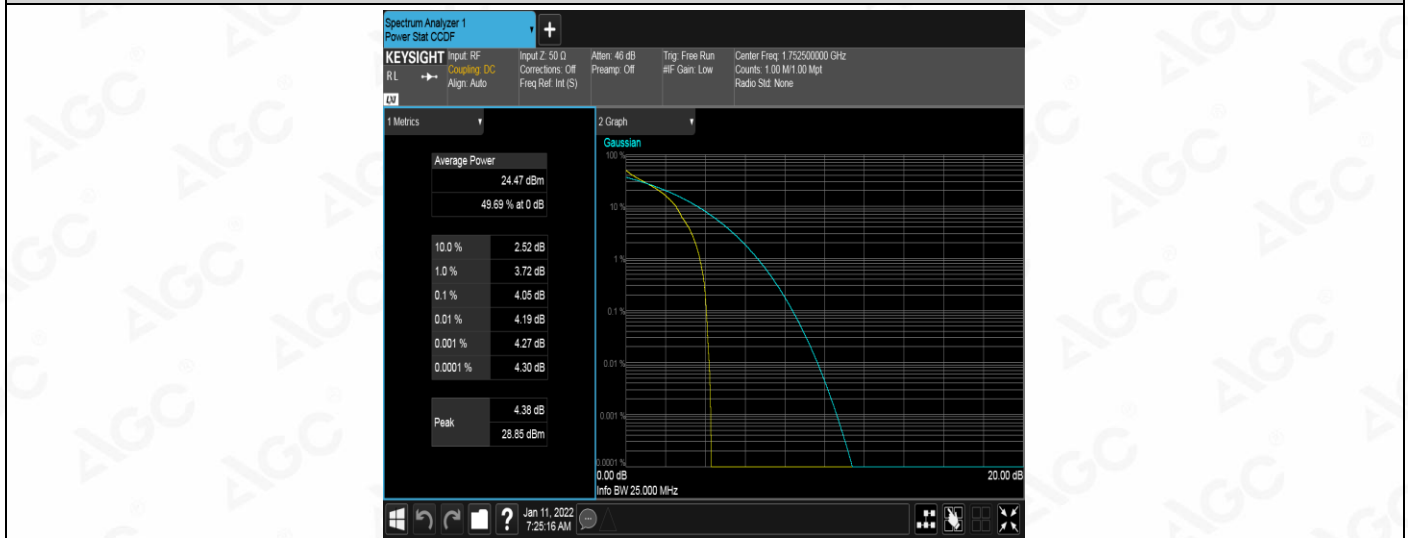 Spectrum Analyzer 1
Power Stat CCDF
+
KEYSIGHT
Input: RF
Coupling: DC
Align: Auto
Input Z: 50 Ω
Corrections: Off
Freq Ref: Int (S)
Atten: 46 dB
Preamp: Off
Trig: Free Run
#IF Gain: Low
Center Freq: 1.752500000 GHz
Counts: 1.00 M/1.00 Mpt
Radio Std: None
R L
LXI
1 Metrics
Average Power
24.47 dBm
49.69 % at 0 dB
10.0 % 2.52 dB
1.0 % 3.72 dB
0.1 % 4.05 dB
0.01 % 4.19 dB
0.001 % 4.27 dB
0.0001 % 4.30 dB
Peak
4.38 dB
28.85 dBm
2 Graph
Gaussian
100 %
10 %
1 %
0.1 %
0.01 %
0.001 %
0.0001 %
0.00 dB 20.00 dB
Info BW 25.000 MHz
?
Jan 11, 2022
7:25:16 AM
AGC